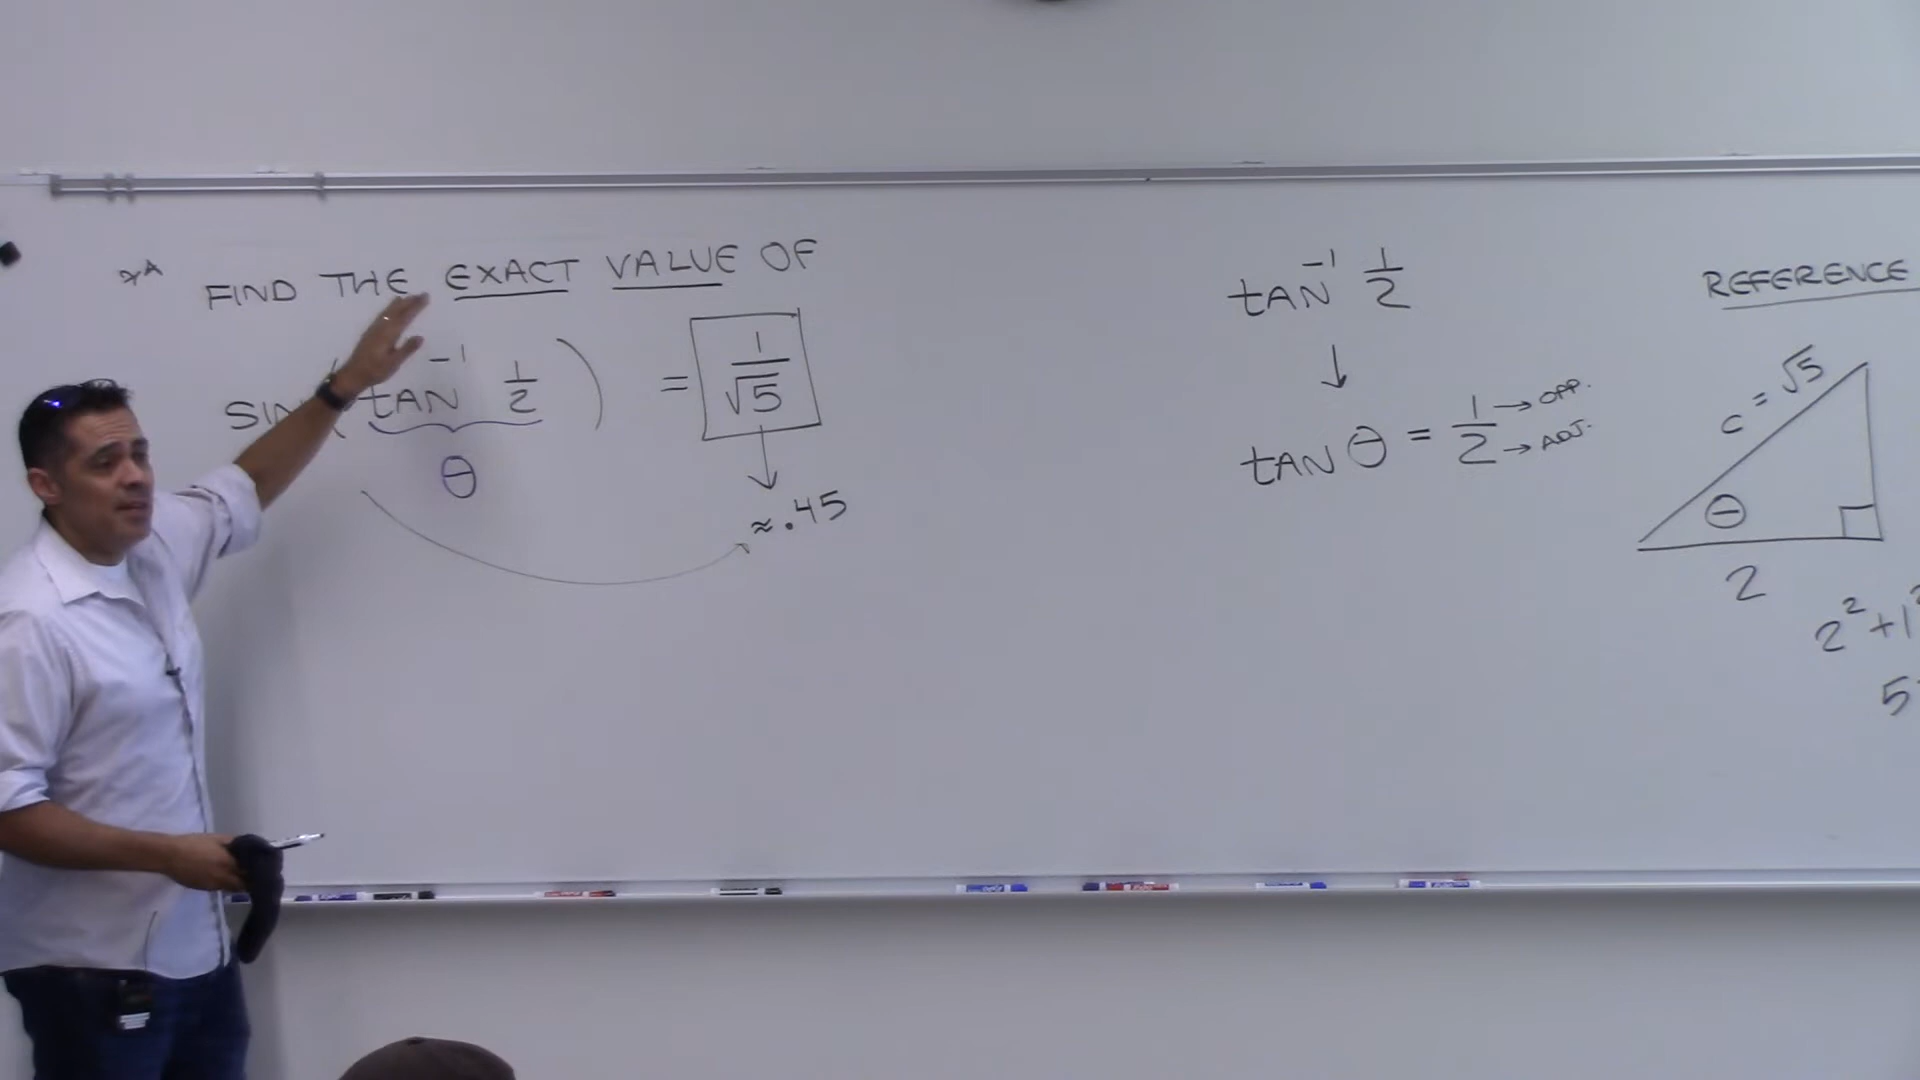 FIND THE EXACT VALUE OF
SIN (tAN⁻¹ 1/2) = 1/√5
θ
≈ .45
tAN⁻¹ 1/2
tAN θ = 1/2 → OPP. → ADJ.
REFERENCE
c = √5
θ
2
2² + 1²
5